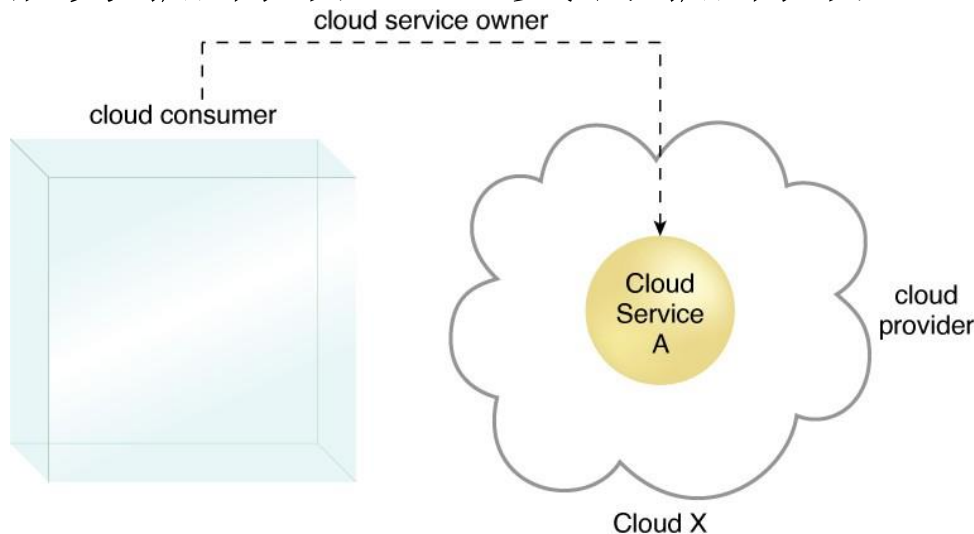 cloud service owner
cloud consumer
Cloud
Service
A
cloud
provider
Cloud X